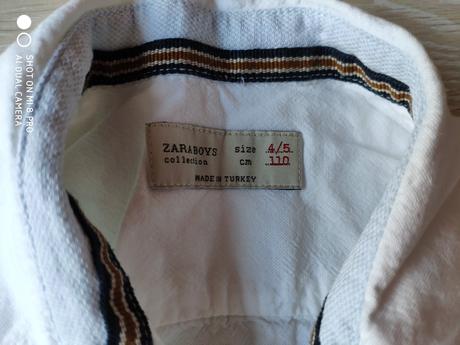 ZARABOYS size 4/5
collection cm 110
MADE IN TURKEY
SHOT ON MI 8 PRO
AI DUAL CAMERA